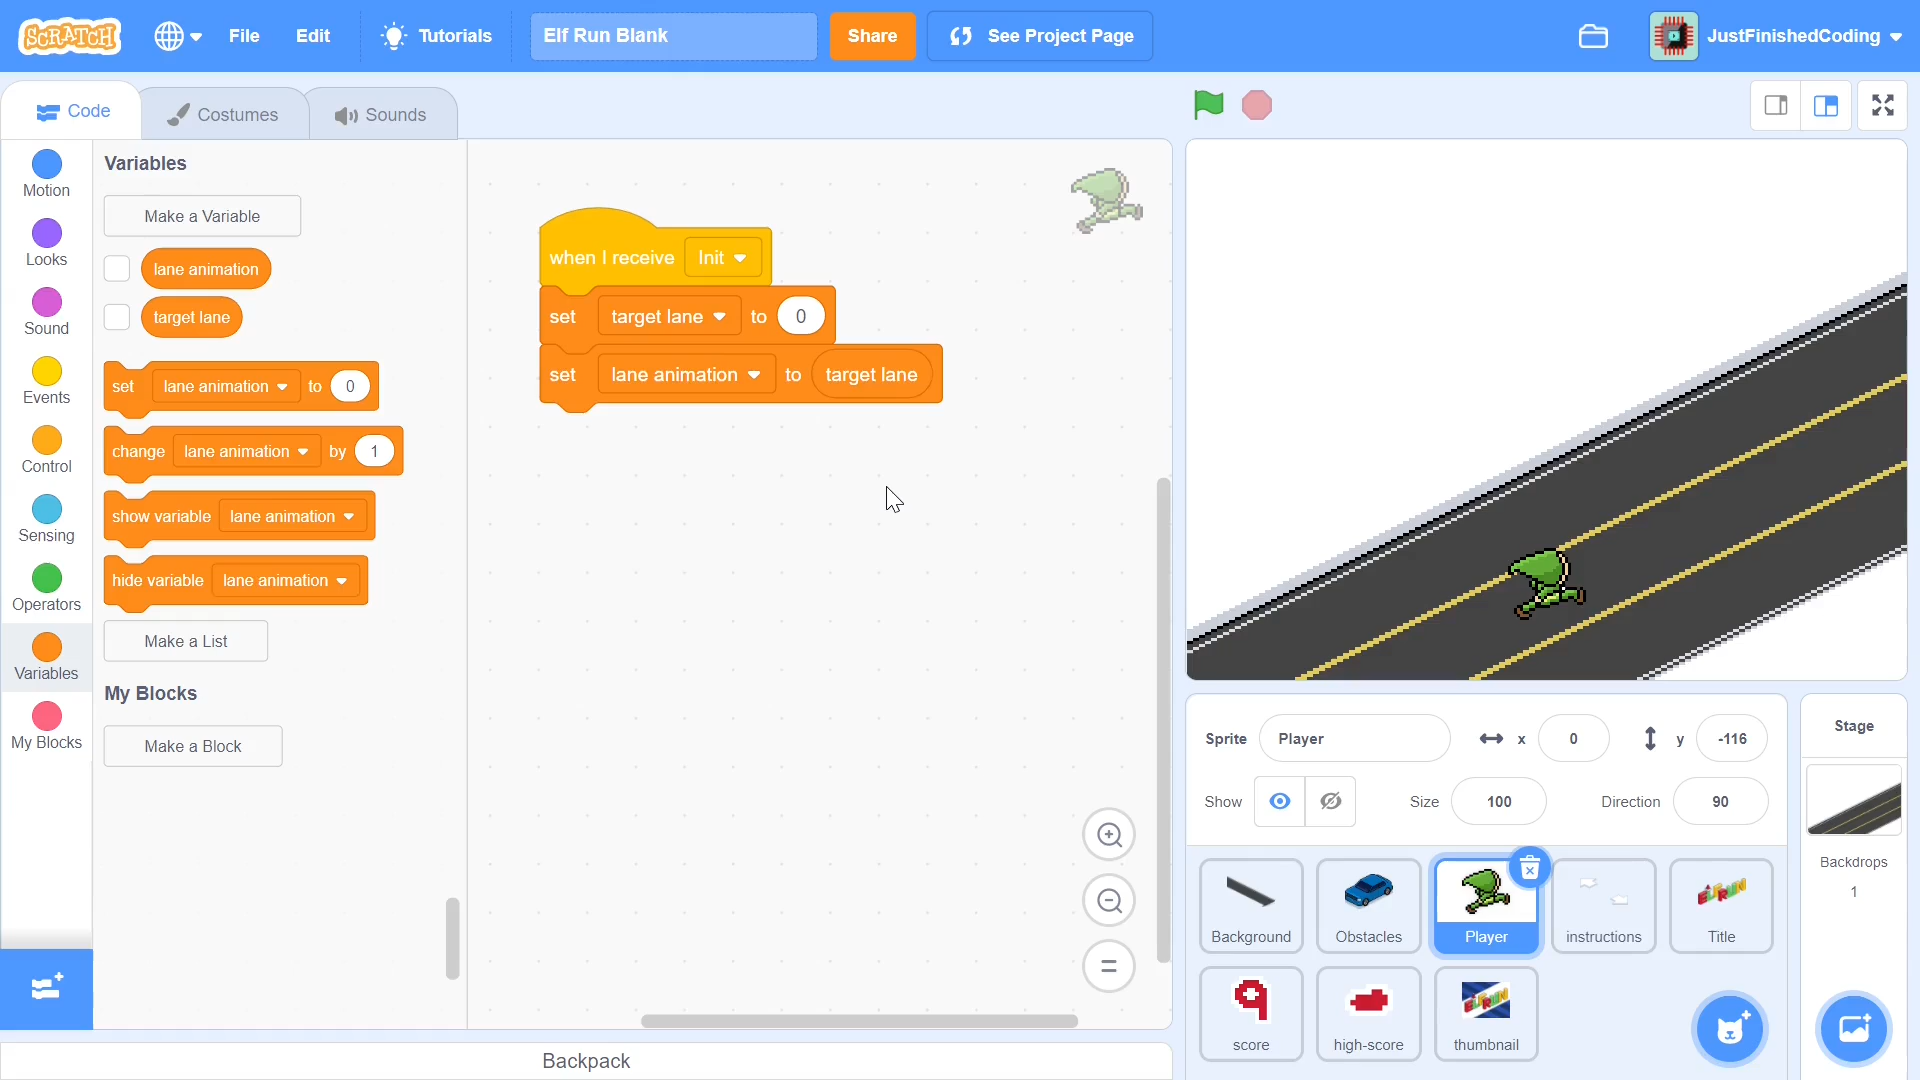 SCRATCH
File
Edit
Tutorials
Elf Run Blank
Share
See Project Page
JustFinishedCoding
Code
Costumes
Sounds
Motion
Looks
Sound
Events
Control
Sensing
Operators
Variables
My Blocks
Variables
Make a Variable
lane animation
target lane
set lane animation to 0
change lane animation by 1
show variable lane animation
hide variable lane animation
Make a List
My Blocks
Make a Block
when I receive Init
set target lane to 0
set lane animation to target lane
Backpack
Sprite Player x 0 y -116
Show Size 100 Direction 90
Background
Obstacles
Player
instructions
ELF RUN
Title
score
high-score
ELF RUN
thumbnail
Stage
Backdrops
1